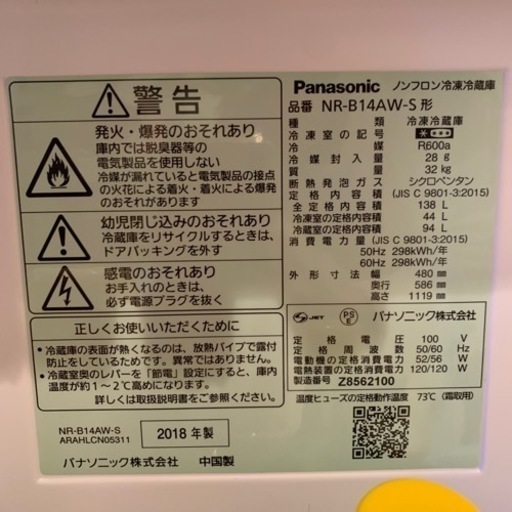 警告
発火・爆発のおそれあり
庫内では脱臭器等の
電気製品を使用しない
冷媒が漏れていると電気製品の接点
の火花による着火・着火による爆発
のおそれがあります
幼児閉じ込みのおそれあり
冷蔵庫をリサイクルするときは、
ドアパッキングを外す
感電のおそれあり
お手入れのときは、
必ず電源プラグを抜く
正しくお使いいただくために
・冷蔵庫の表面が熱くなるのは、放熱パイプで露付
防止をしているためです。異常ではありません。
・冷蔵室奥のレバーを「節電」設定にすると、庫内
温度が約1～2℃高めになります。
詳しくは取扱説明書をお読みください。
NR-B14AW-S
ARAHLCN05311
2018年製
パナソニック株式会社 中国製
Panasonic ノンフロン冷凍冷蔵庫
品番 NR-B14AW-S形
種類 冷凍冷蔵庫
冷凍室の記号
冷媒 R600a
冷媒封入量 28g
質量 32kg
断熱発泡ガス シクロペンタン
定格内容積 (JIS C 9801-3:2015)
全定格内容積 138 L
冷凍室の定格内容積 44 L
冷蔵室の定格内容積 94 L
消費電力量 (JIS C 9801-3:2015)
50Hz 298kWh/年
60Hz 298kWh/年
外形寸法 幅 480mm
奥行 586mm
高さ 1119mm
JET PSE パナソニック株式会社
定格電圧 100 V
定格周波数 50/60 Hz
電動機の定格消費電力 52/56 W
電熱装置の定格消費電力 120/120 W
製造番号 Z8562100
温度ヒューズの定格動作温度 73℃（霜取用）